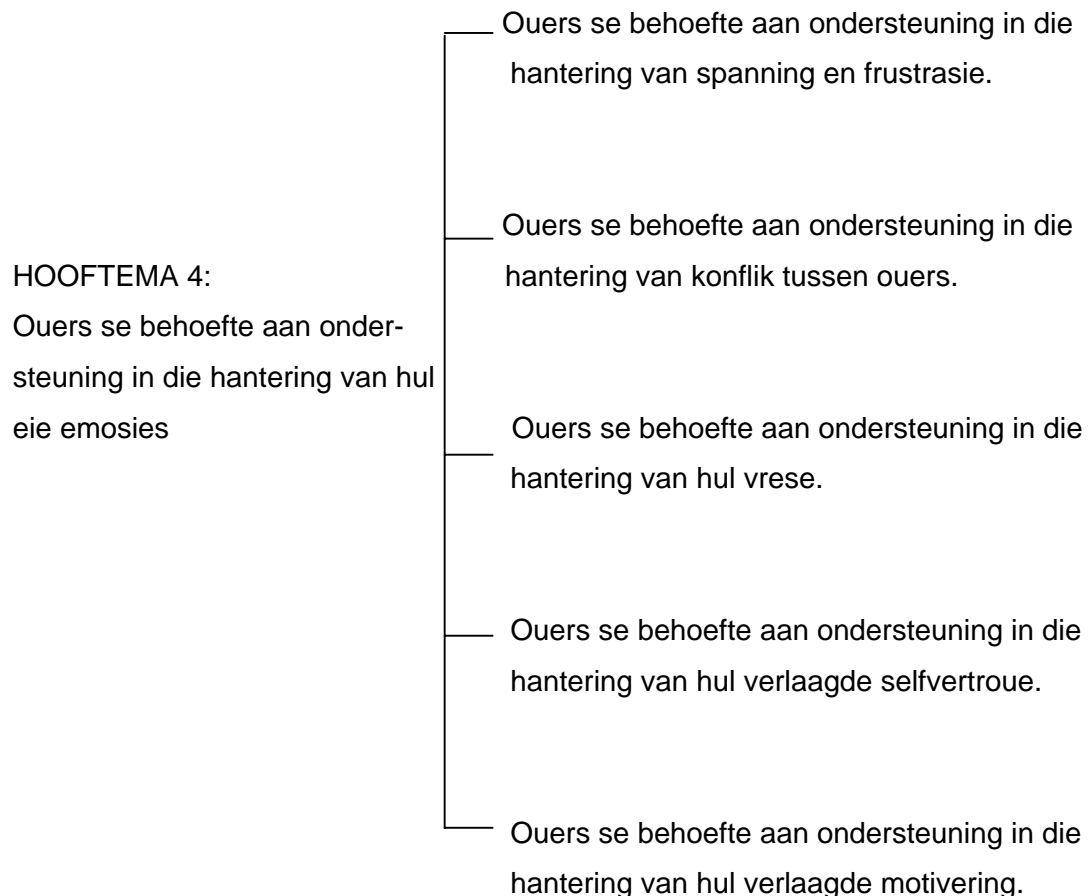 HOOFTEMA 4:
Ouers se behoefte aan onder-
steuning in die hantering van hul
eie emosies
Ouers se behoefte aan ondersteuning in die
hantering van spanning en frustrasie.
Ouers se behoefte aan ondersteuning in die
hantering van konflik tussen ouers.
Ouers se behoefte aan ondersteuning in die
hantering van hul vrese.
Ouers se behoefte aan ondersteuning in die
hantering van hul verlaagde selfvertroue.
Ouers se behoefte aan ondersteuning in die
hantering van hul verlaagde motivering.